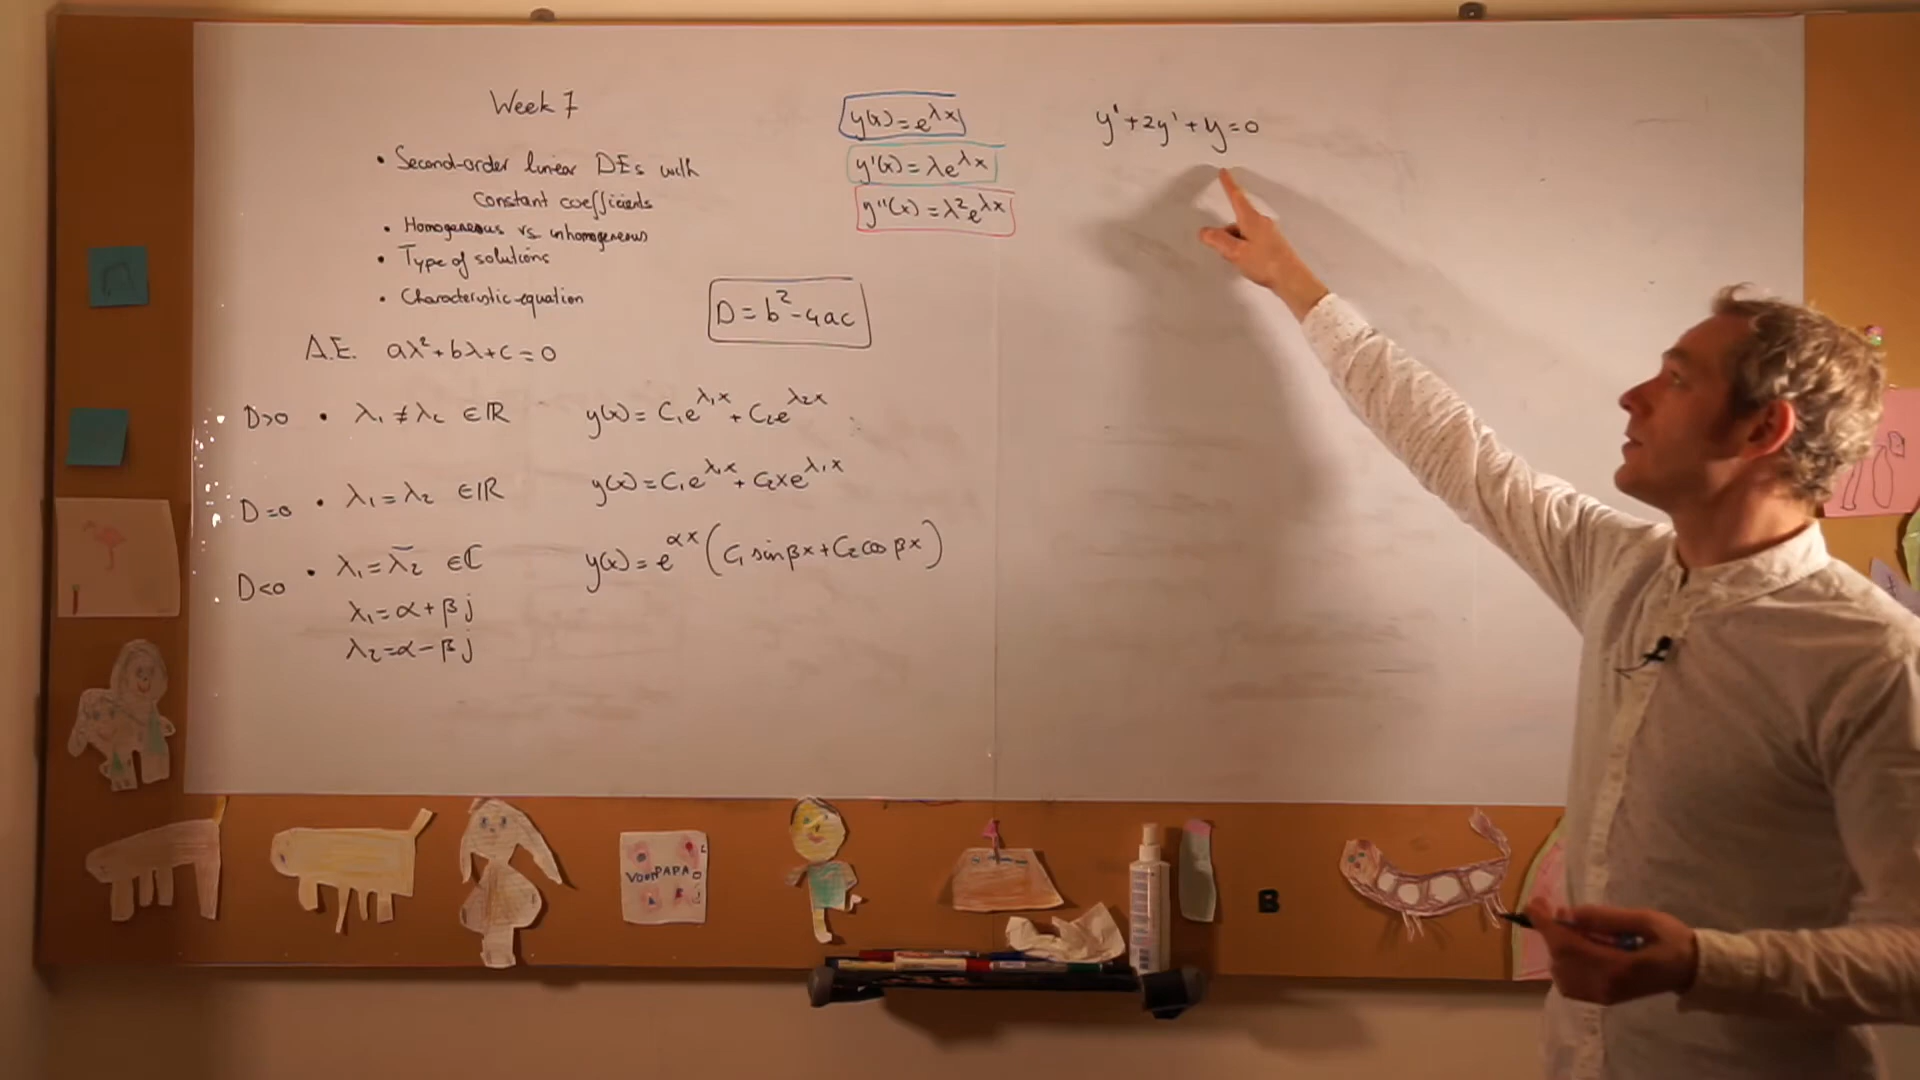 Week 7
• Second-order linear DEs with
constant coefficients
• Homogeneous vs inhomogeneous
• Type of solutions
• Characteristic equation
A.E. aλ²+bλ+c=0
D=b²-4ac
D>0 • λ₁ ≠ λ₂ ∈ℝ y(x)= C₁e^λ₁x + C₂e^λ₂x
D=0 • λ₁=λ₂ ∈ℝ y(x)=C₁e^λ₁x + C₂xe^λ₁x
D<0 • λ₁=λ̄₂ ∈ℂ y(x)=e^αx(C₁ sinβx+C₂ cos βx)
λ₁=α+βj
λ₂=α-βj
y(x)=e^λx
y'(x)=λe^λx
y''(x)=λ²e^λx
y'+2y'+y=0
VOOR PAPA
B